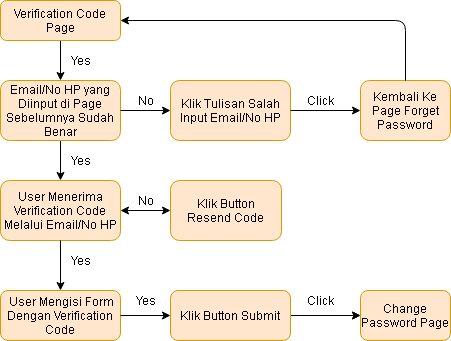 Verification Code
Page
Yes
Email/No HP yang
Diinput di Page
Sebelumnya Sudah
Benar
No
Klik Tulisan Salah
Input Email/No HP
Click
Kembali Ke
Page Forget
Password
Yes
User Menerima
Verification Code
Melalui Email/No HP
No
Klik Button
Resend Code
Yes
User Mengisi Form
Dengan Verification
Code
Yes
Klik Button Submit
Click
Change
Password Page